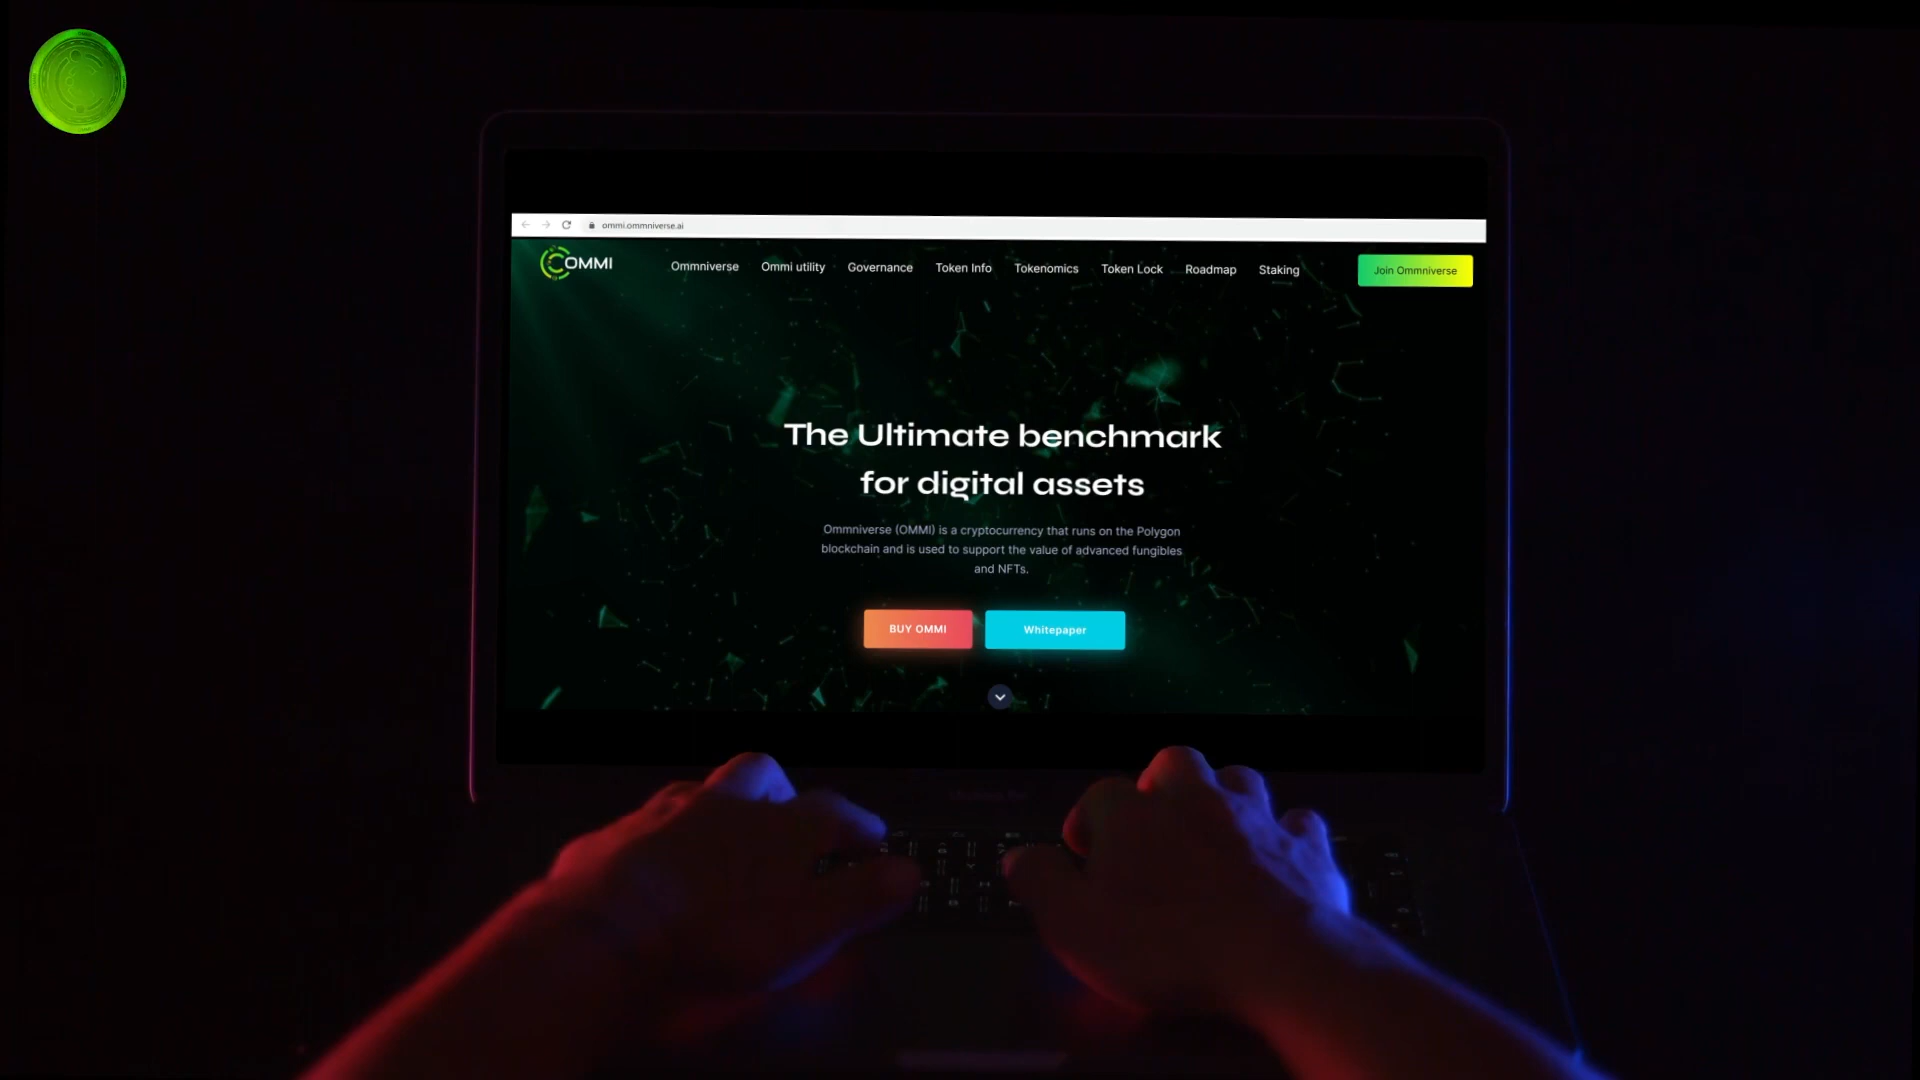 ommi.ommniverse.ai
OMMI
Ommniverse
Ommi utility
Governance
Token Info
Tokenomics
Token Lock
Roadmap
Staking
Join Ommniverse
The Ultimate benchmark
for digital assets
Ommniverse (OMMI) is a cryptocurrency that runs on the Polygon
blockchain and is used to support the value of advanced fungibles
and NFTs.
BUY OMMI
Whitepaper